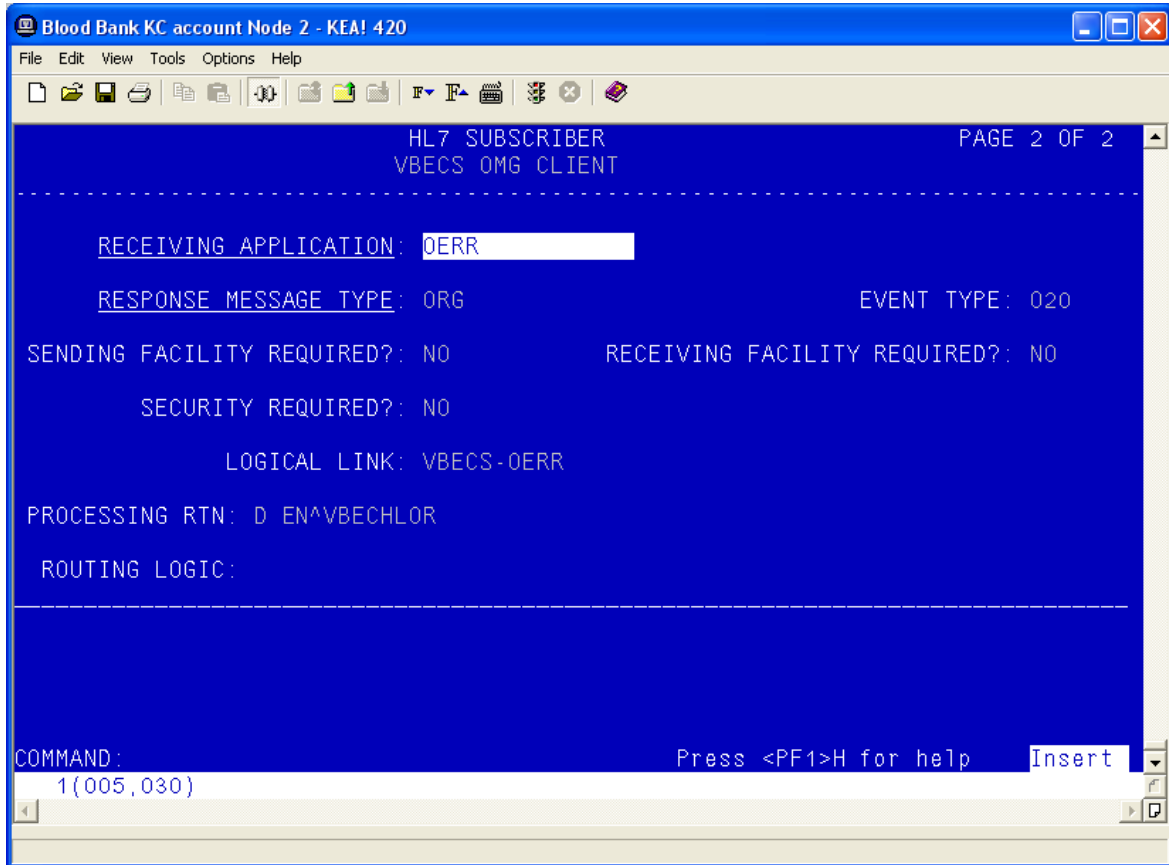 Blood Bank KC account Node 2 - KEA! 420
File Edit View Tools Options Help
HL7 SUBSCRIBER PAGE 2 OF 2
VBECS OMG CLIENT
RECEIVING APPLICATION: OERR
RESPONSE MESSAGE TYPE: ORG EVENT TYPE: O20
SENDING FACILITY REQUIRED?: NO RECEIVING FACILITY REQUIRED?: NO
SECURITY REQUIRED?: NO
LOGICAL LINK: VBECS-OERR
PROCESSING RTN: D EN^VBECHLOR
ROUTING LOGIC:
COMMAND: Press <PF1>H for help Insert
1(005,030)